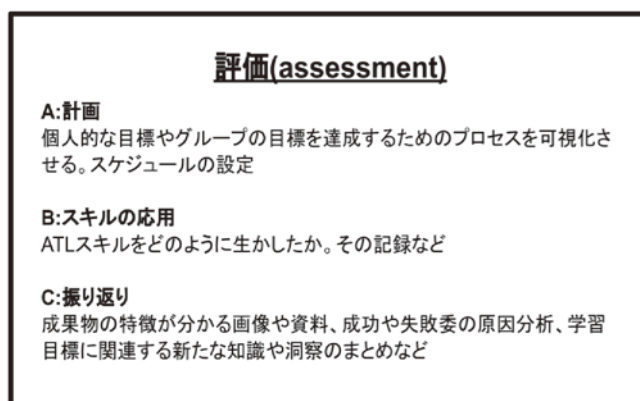 評価(assessment)
A:計画
個人的な目標やグループの目標を達成するためのプロセスを可視化さ
せる。スケジュールの設定
B:スキルの応用
ATLスキルをどのように生かしたか。その記録など
C:振り返り
成果物の特徴が分かる画像や資料、成功や失敗委の原因分析、学習
目標に関連する新たな知識や洞察のまとめなど